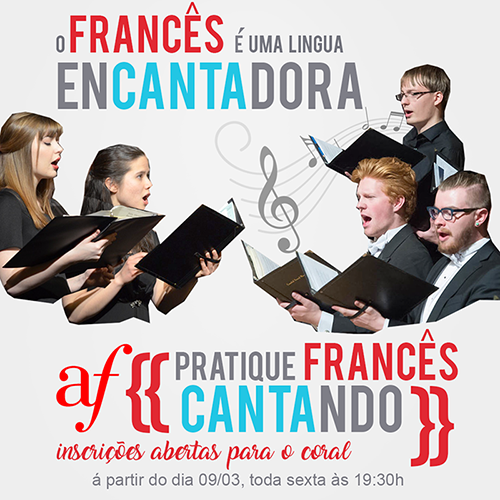 O FRANCÊS É UMA LINGUA
ENCANTADORA
af {{ PRATIQUE FRANCÊS
CANTANDO }}
inscrições abertas para o coral
á partir do dia 09/03, toda sexta às 19:30h